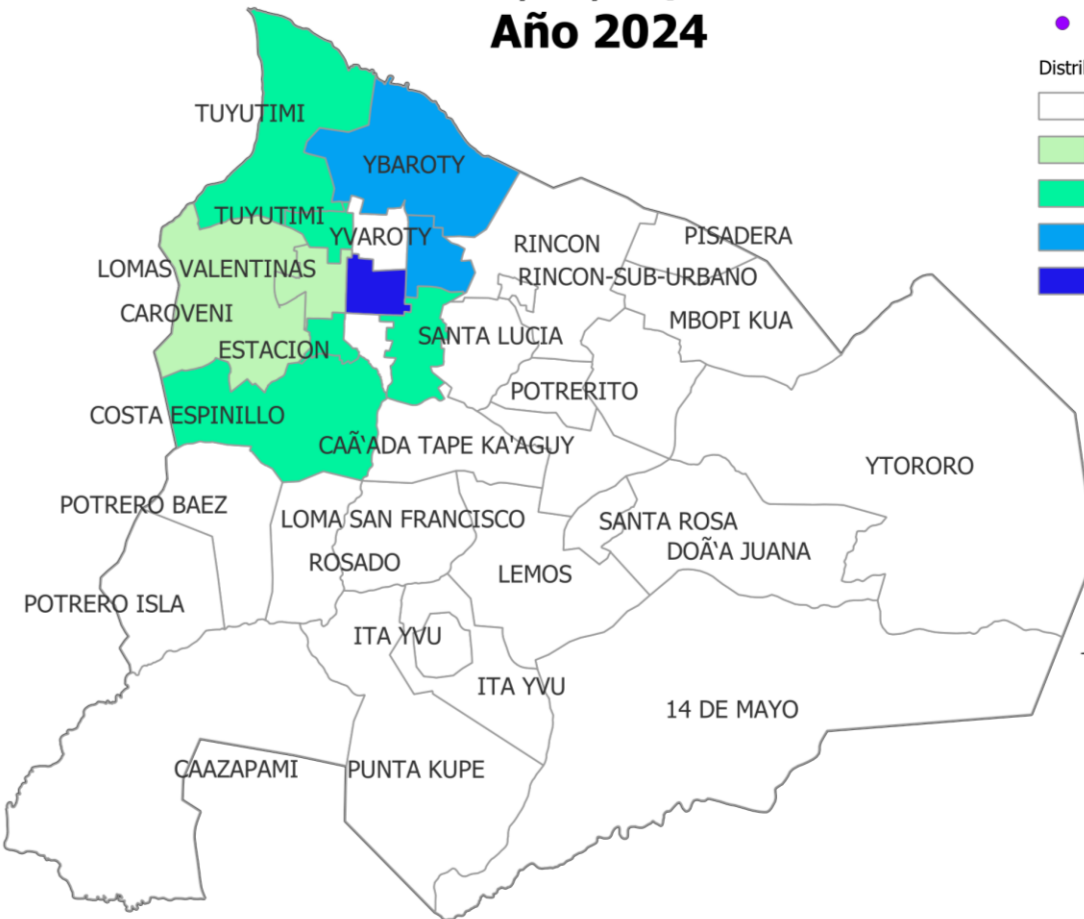 Año 2024
Distril
TUYUTIMI
YBAROTY
TUYUTIMI
YVAROTY
RINCON
PISADERA
LOMAS VALENTINAS
RINCON-SUB-URBANO
CAROVENI
MBOPI KUA
ESTACION
SANTA LUCIA
POTRERITO
COSTA ESPINILLO
CAÃ‘ADA TAPE KA'AGUY
YTORORO
POTRERO BAEZ
LOMA SAN FRANCISCO
SANTA ROSA
DOÃ‘A JUANA
ROSADO
LEMOS
POTRERO ISLA
ITA YVU
ITA YVU
14 DE MAYO
CAAZAPAMI
PUNTA KUPE